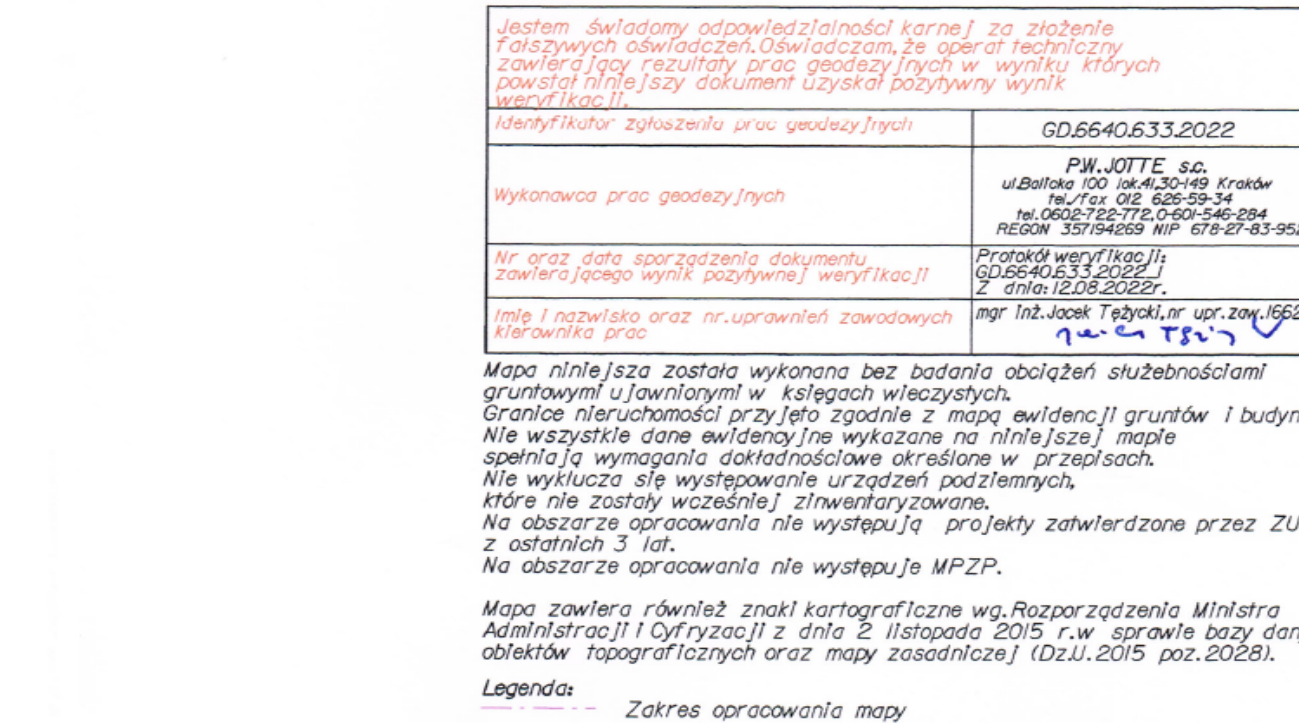 Jestem świadomy odpowiedzialności karnej za złożenie
fałszywych oświadczeń. Oświadczam, że operat techniczny
zawierający rezultaty prac geodezyjnych w wyniku których
powstał niniejszy dokument uzyskał pozytywny wynik
weryfikacji.
Identyfikator zgłoszenia prac geodezyjnych
GD.6640.633.2022
Wykonawca prac geodezyjnych
P.W.JOTTE s.c.
ul.Balicka 100 lok.41,30-149 Kraków
tel./fax 012 626-59-34
tel.0602-722-772,0-601-546-284
REGON 357194269 NIP 678-27-83-952
Nr oraz data sporządzenia dokumentu
zawierającego wynik pozytywnej weryfikacji
Protokół weryfikacji:
GD.6640.633.2022_1
Z dnia: 12.08.2022r.
Imię i nazwisko oraz nr.uprawnień zawodowych
kierownika prac
mgr inż.Jacek Tężycki,nr upr.zaw.1662
Mapa niniejsza została wykonana bez badania obciążeń służebnościami
gruntowymi ujawnionymi w księgach wieczystych.
Granice nieruchomości przyjęto zgodnie z mapą ewidencji gruntów i budyn
Nie wszystkie dane ewidencyjne wykazane na niniejszej mapie
spełniają wymagania dokładnościowe określone w przepisach.
Nie wyklucza się występowanie urządzeń podziemnych,
które nie zostały wcześniej zinwentaryzowane.
Na obszarze opracowania nie występują projekty zatwierdzone przez ZU
z ostatnich 3 lat.
Na obszarze opracowania nie występuje MPZP.
Mapa zawiera również znaki kartograficzne wg.Rozporządzenia Ministra
Administracji i Cyfryzacji z dnia 2 listopada 2015 r.w sprawie bazy dan
obiektów topograficznych oraz mapy zasadniczej (Dz.U.2015 poz.2028).
Legenda:
Zakres opracowania mapy